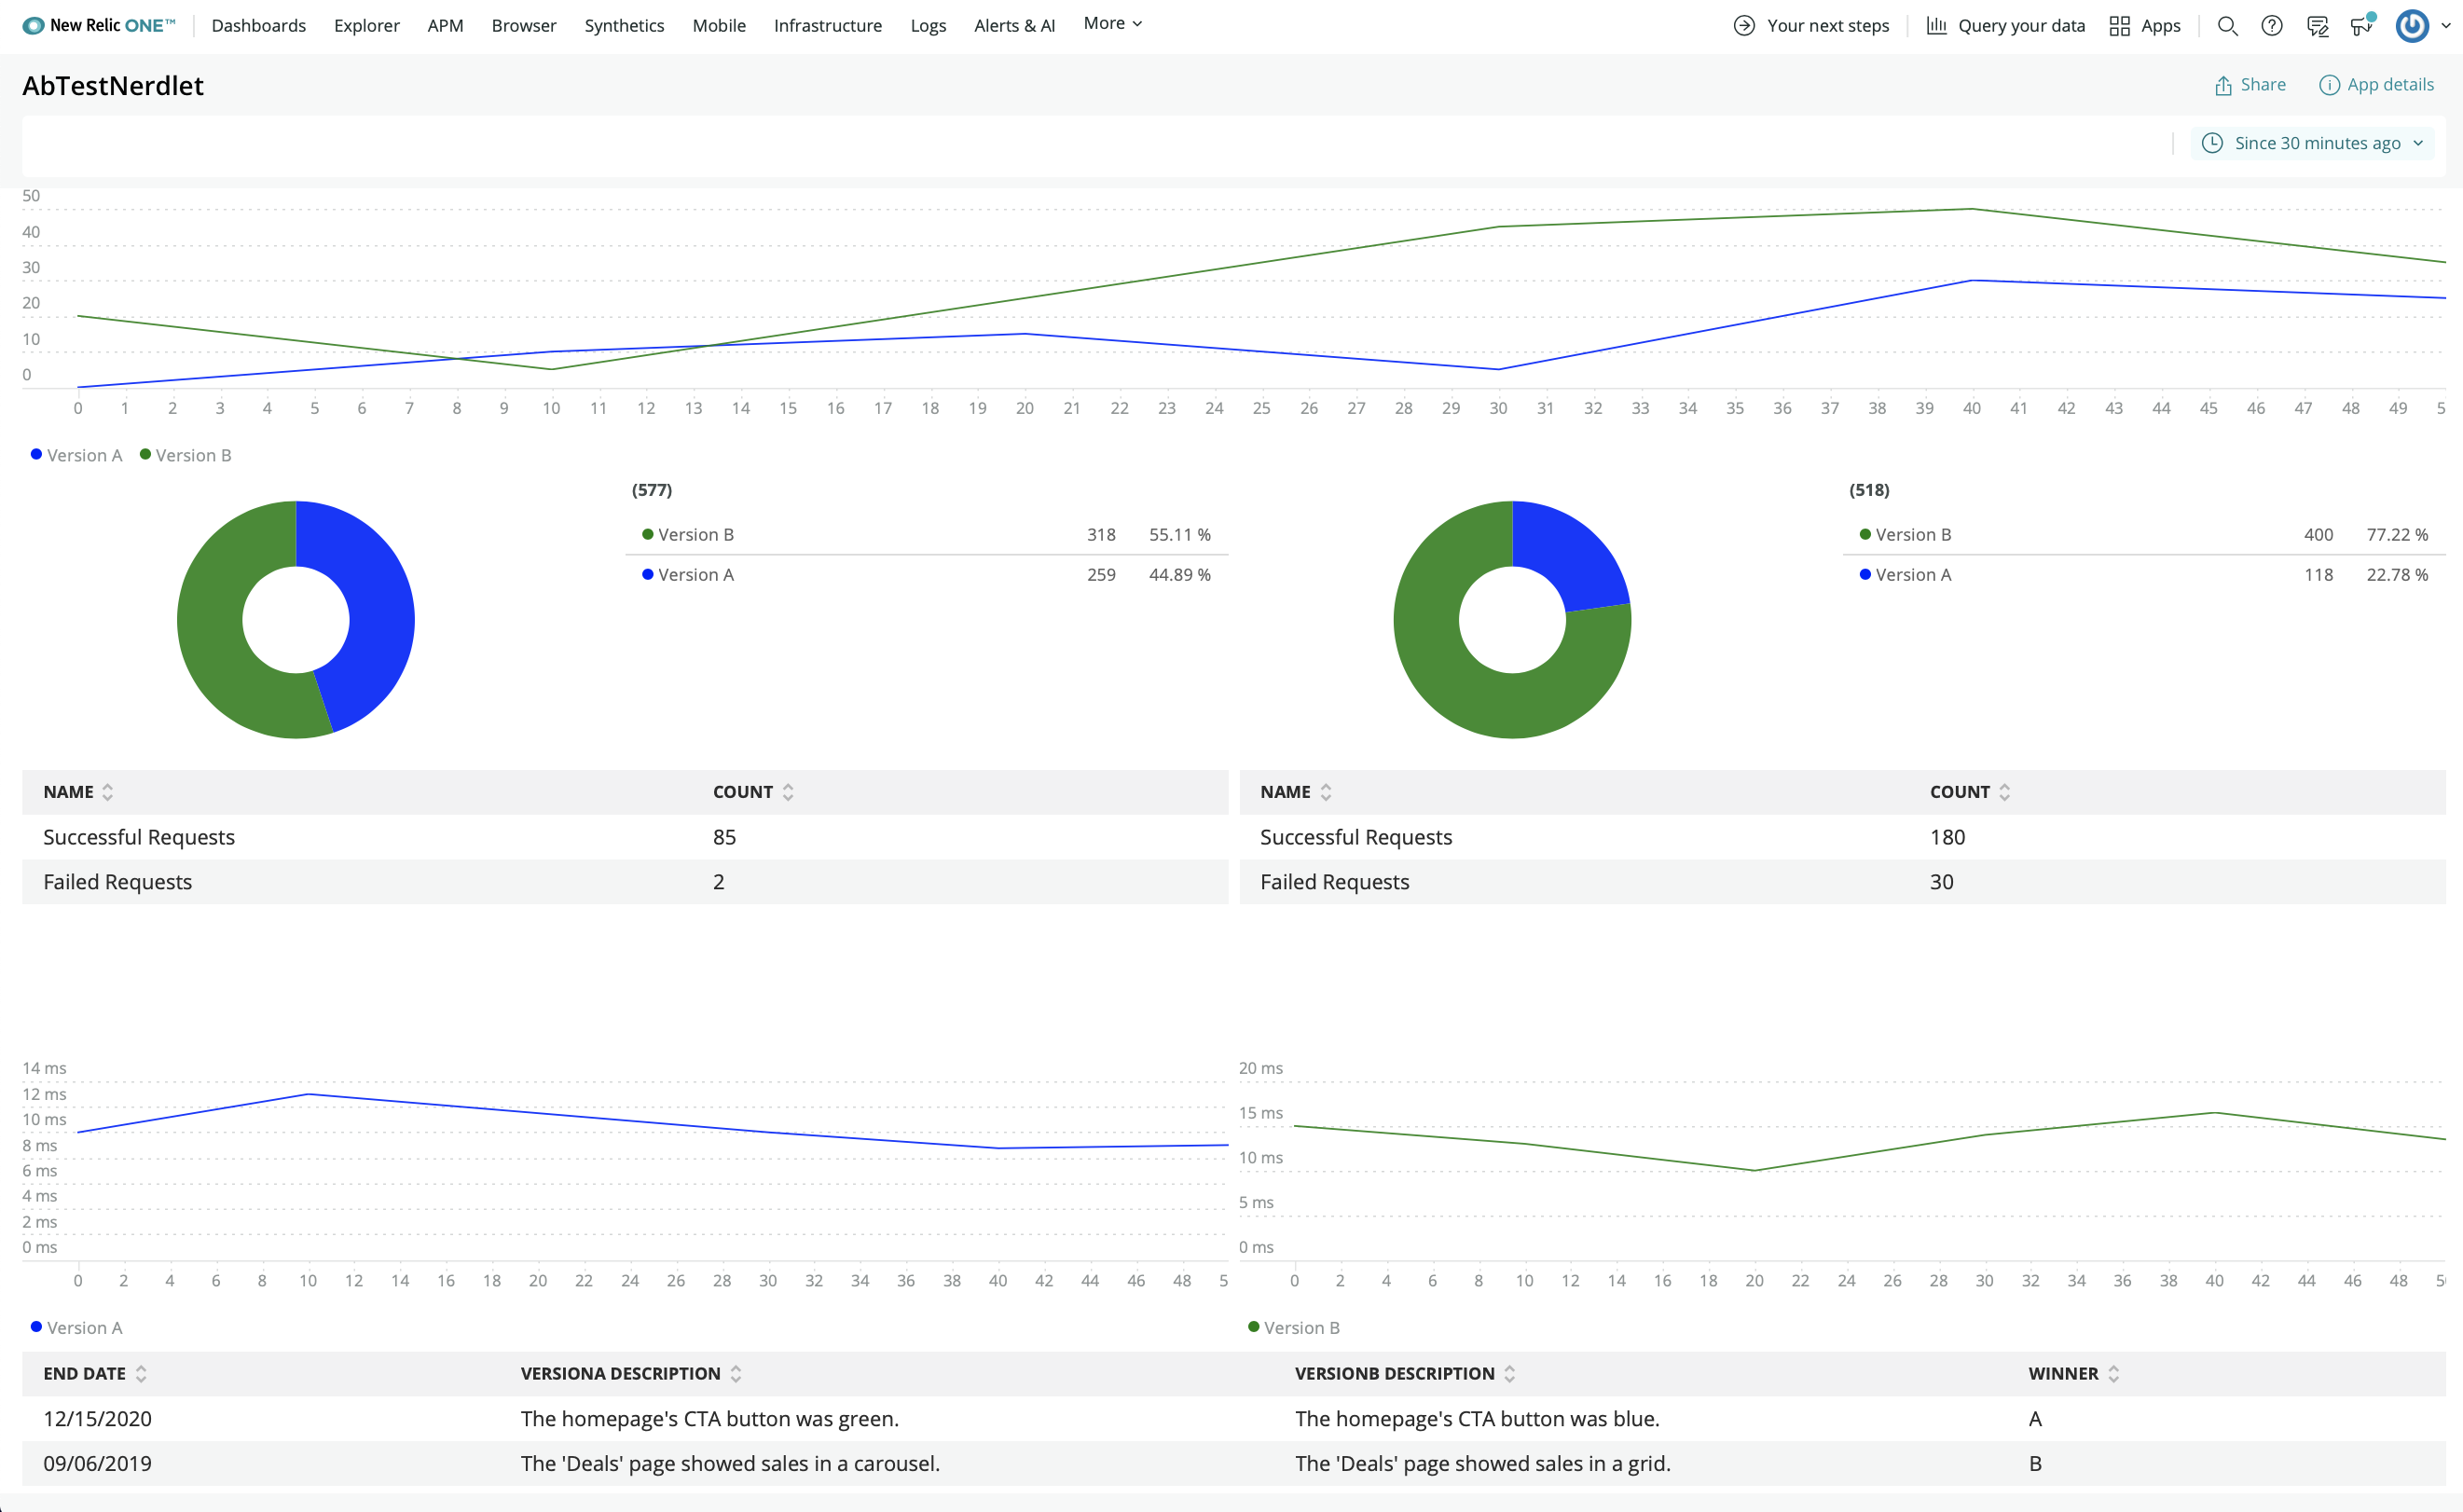 New Relic ONE™ Dashboards Explorer APM Browser Synthetics Mobile Infrastructure Logs Alerts & AI More Your next steps Query your data Apps
AbTestNerdlet Share App details
Since 30 minutes ago
50
40
30
20
10
0
0 1 2 3 4 5 6 7 8 9 10 11 12 13 14 15 16 17 18 19 20 21 22 23 24 25 26 27 28 29 30 31 32 33 34 35 36 37 38 39 40 41 42 43 44 45 46 47 48 49 5
Version A Version B
(577)
Version B 318 55.11 %
Version A 259 44.89 %
(518)
Version B 400 77.22 %
Version A 118 22.78 %
NAME COUNT
Successful Requests 85
Failed Requests 2
NAME COUNT
Successful Requests 180
Failed Requests 30
14 ms
12 ms
10 ms
8 ms
6 ms
4 ms
2 ms
0 ms
0 2 4 6 8 10 12 14 16 18 20 22 24 26 28 30 32 34 36 38 40 42 44 46 48 5
Version A
20 ms
15 ms
10 ms
5 ms
0 ms
0 2 4 6 8 10 12 14 16 18 20 22 24 26 28 30 32 34 36 38 40 42 44 46 48 50
Version B
END DATE VERSIONA DESCRIPTION VERSIONB DESCRIPTION WINNER
12/15/2020 The homepage's CTA button was green. The homepage's CTA button was blue. A
09/06/2019 The 'Deals' page showed sales in a carousel. The 'Deals' page showed sales in a grid. B